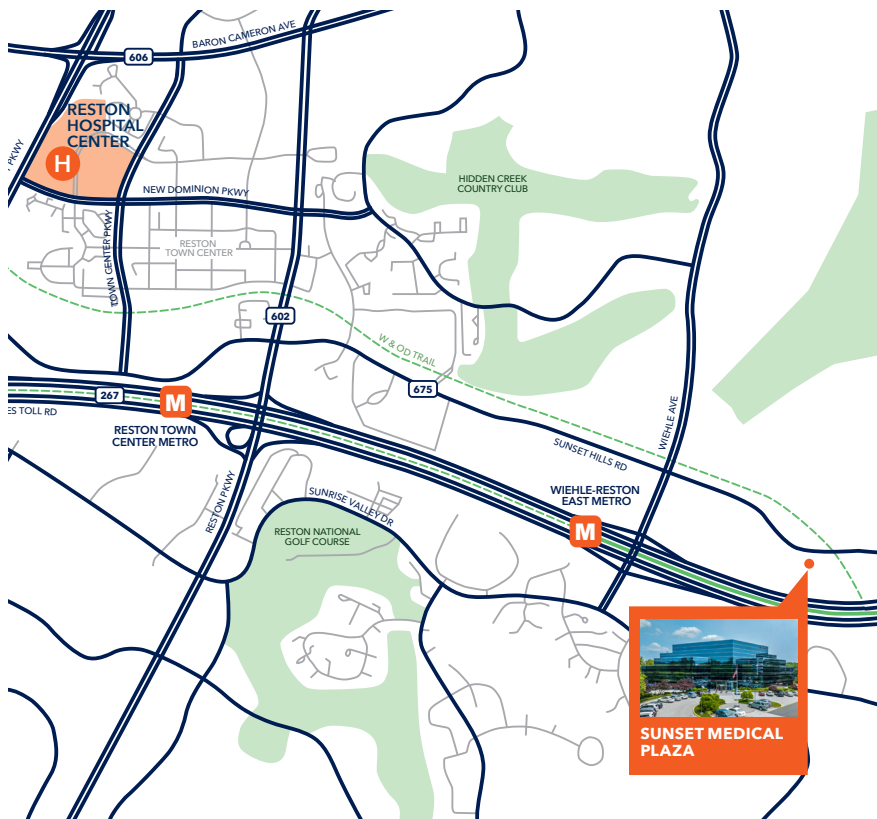 BARON CAMERON AVE
606
RESTON
HOSPITAL
CENTER
H
PKWY
NEW DOMINION PKWY
HIDDEN CREEK
COUNTRY CLUB
TOWN CENTER PKWY
RESTON
TOWN CENTER
602
W & OD TRAIL
675
267
M
ES TOLL RD
RESTON TOWN
CENTER METRO
WIEHLE AVE
SUNSET HILLS RD
RESTON PKWY
SUNRISE VALLEY DR
WIEHLE-RESTON
EAST METRO
M
RESTON NATIONAL
GOLF COURSE
SUNSET MEDICAL
PLAZA